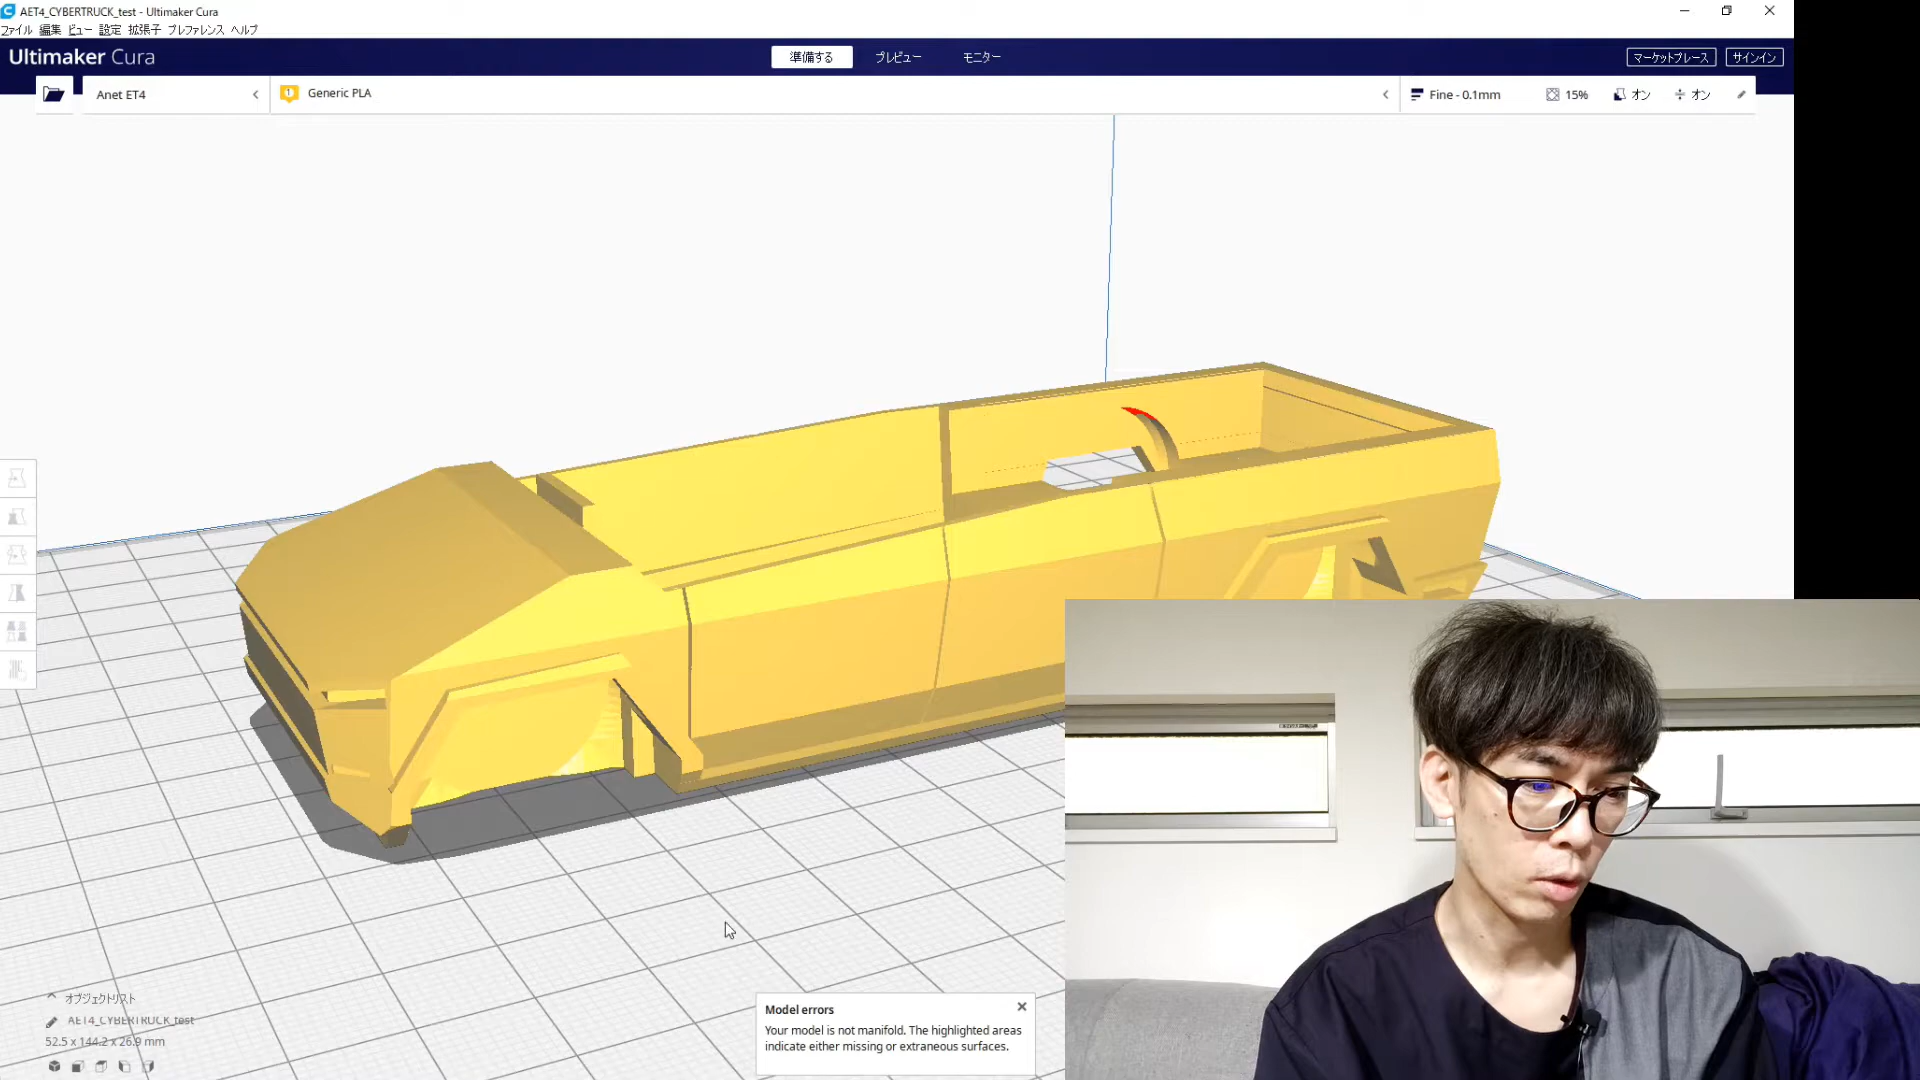 AET4_CYBERTRUCK_test - Ultimaker Cura
ファイル 編集 ビュー 設定 拡張子 プレファレンス ヘルプ
Ultimaker Cura
準備する
プレビュー
モニター
マーケットプレース
サインイン
Anet ET4
1
Generic PLA
Fine - 0.1mm
15%
オン
オン
オブジェクトリスト
AET4_CYBERTRUCK_test
52.5 x 144.2 x 26.9 mm
Model errors
Your model is not manifold. The highlighted areas
indicate either missing or extraneous surfaces.